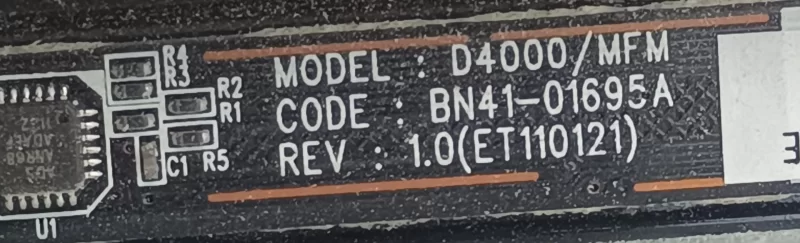 R4
R3
R2
R1
C1 R5
U1
MODEL : D4000/MFM
CODE : BN41-01695A
REV : 1.0(ET110121)
E